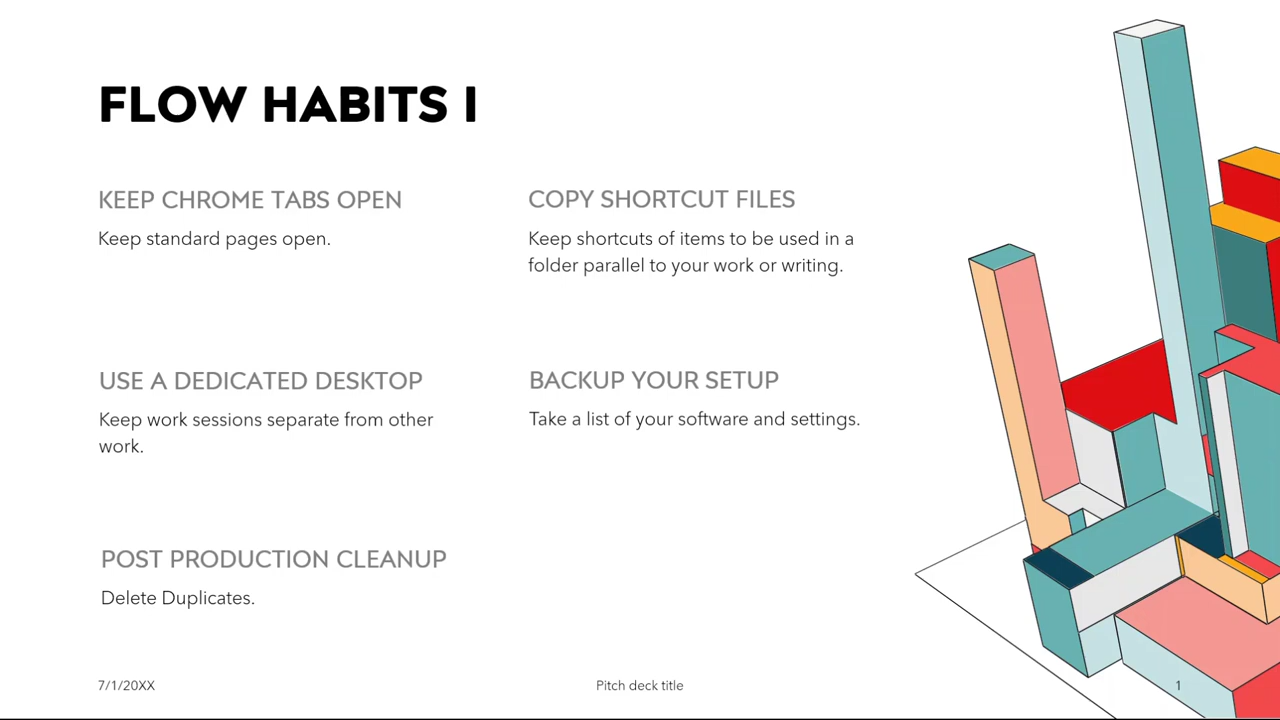 FLOW HABITS I
KEEP CHROME TABS OPEN
Keep standard pages open.
COPY SHORTCUT FILES
Keep shortcuts of items to be used in a
folder parallel to your work or writing.
USE A DEDICATED DESKTOP
Keep work sessions separate from other
work.
BACKUP YOUR SETUP
Take a list of your software and settings.
POST PRODUCTION CLEANUP
Delete Duplicates.
7/1/20XX
Pitch deck title
1